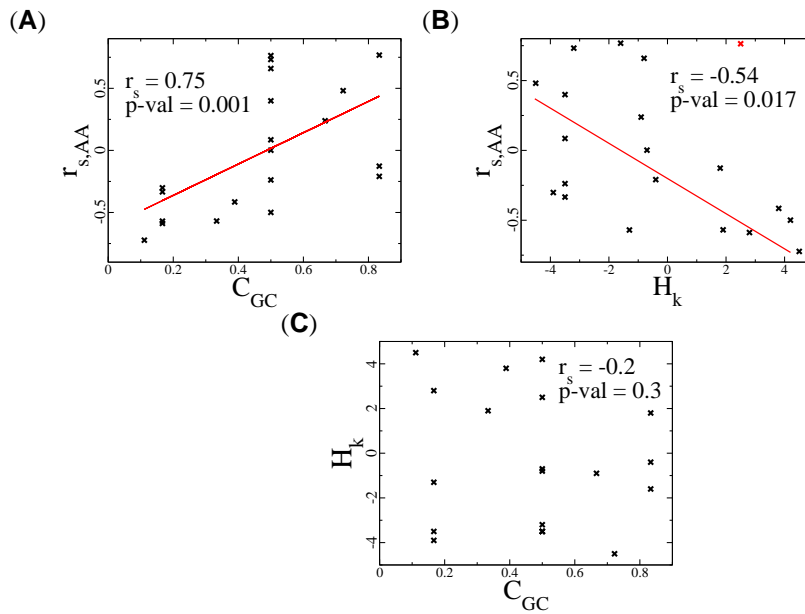 (A)
r_s = 0.75
p-val = 0.001
r_s,AA
0.5
0
-0.5
0 0.2 0.4 0.6 0.8
C_GC
(B)
r_s = -0.54
p-val = 0.017
r_s,AA
0.5
0
-0.5
-4 -2 0 2 4
H_k
(C)
r_s = -0.2
p-val = 0.3
H_k
4
2
0
-2
-4
0 0.2 0.4 0.6 0.8
C_GC